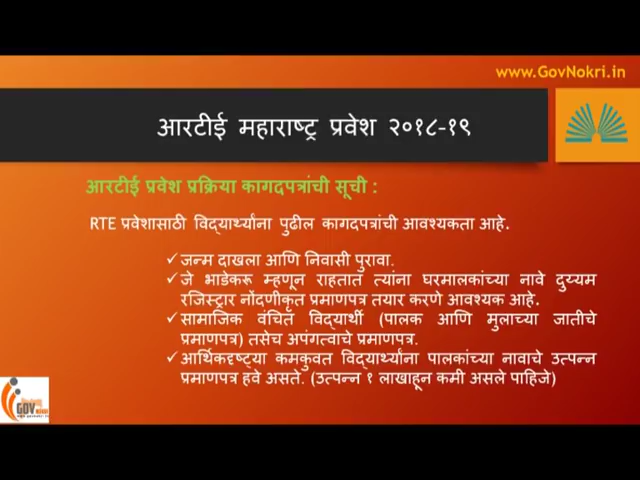 www.GovNokri.in
आरटीई महाराष्ट्र प्रवेश २०१८-१९
आरटीई प्रवेश प्रक्रिया कागदपत्रांची सूची :
RTE प्रवेशासाठी विद्यार्थ्यांना पुढील कागदपत्रांची आवश्यकता आहे.
✓जन्म दाखला आणि निवासी पुरावा.
✓जे भाडेकरू म्हणून राहतात त्यांना घरमालकांच्या नावे दुय्यम
रजिस्ट्रार नोंदणीकृत प्रमाणपत्र तयार करणे आवश्यक आहे.
✓सामाजिक वंचित विद्यार्थी (पालक आणि मुलाच्या जातीचे
प्रमाणपत्र) तसेच अपंगत्वाचे प्रमाणपत्र.
✓आर्थिकदृष्ट्या कमकुवत विद्यार्थ्यांना पालकांच्या नावाचे उत्पन्न
प्रमाणपत्र हवे असते. (उत्पन्न १ लाखाहून कमी असले पाहिजे)
GOV
NOKRI